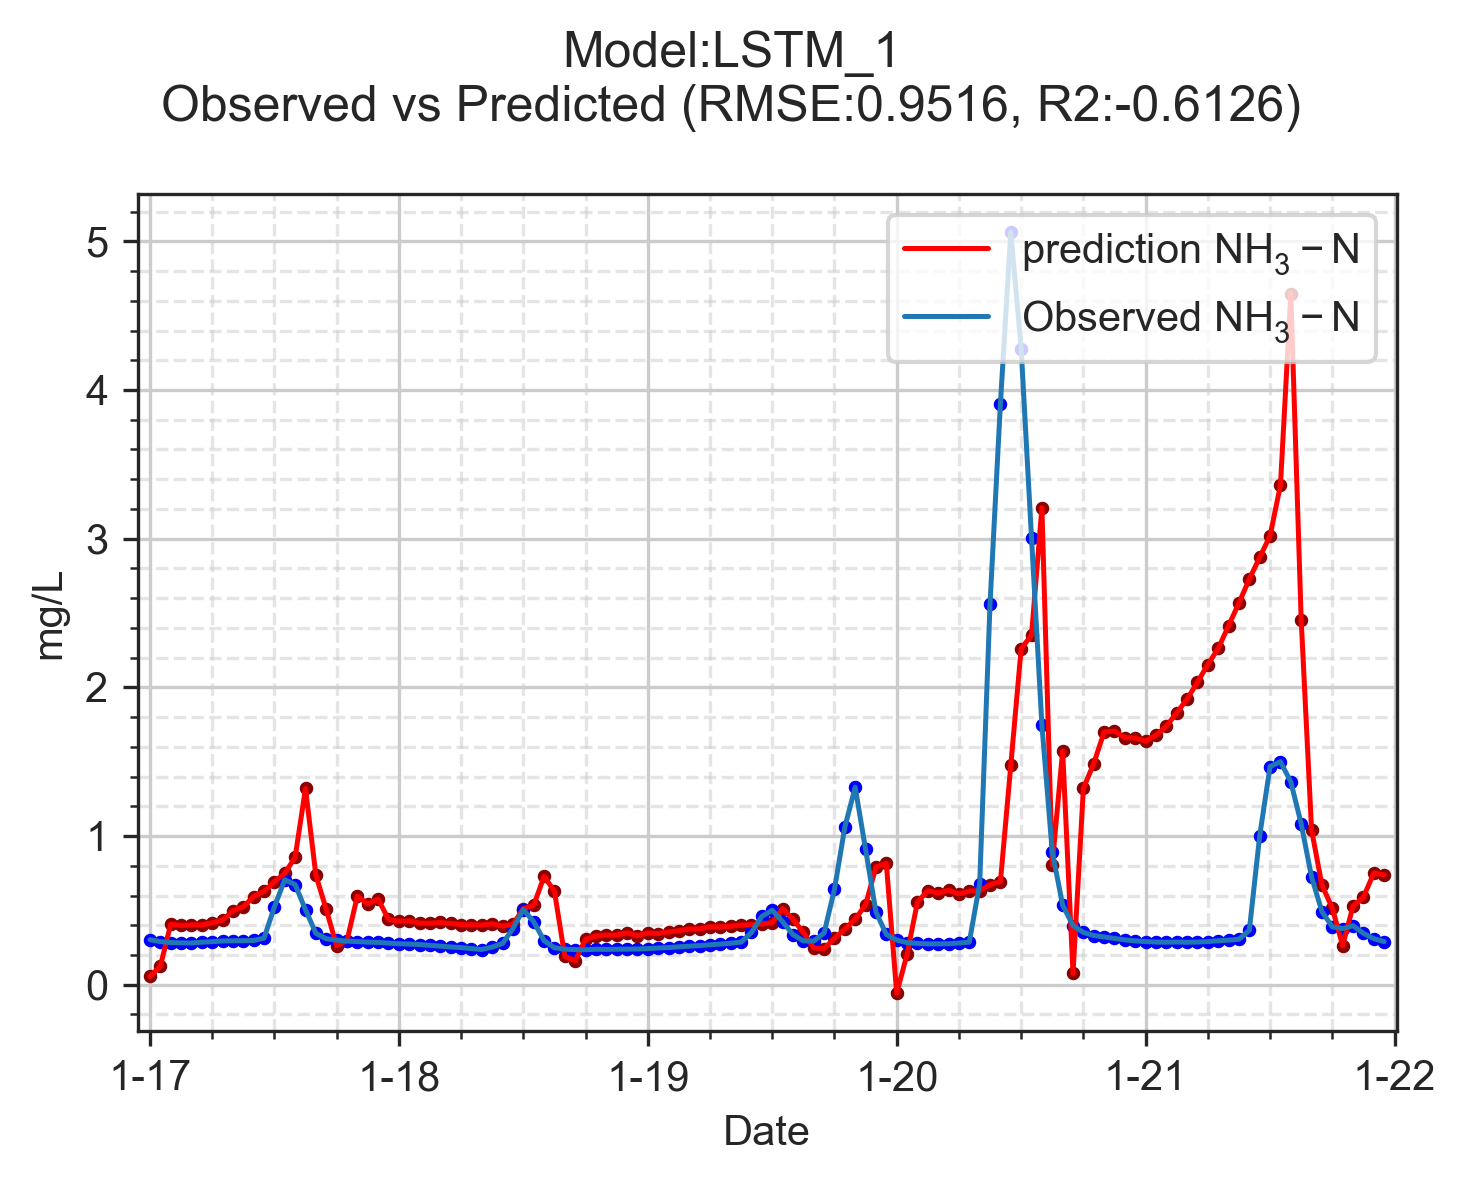 Model:LSTM_1
Observed vs Predicted (RMSE:0.9516, R2:-0.6126)
prediction NH₃ − N
Observed NH₃ − N
mg/L
5
4
3
2
1
0
1-17 1-18 1-19 1-20 1-21 1-22
Date